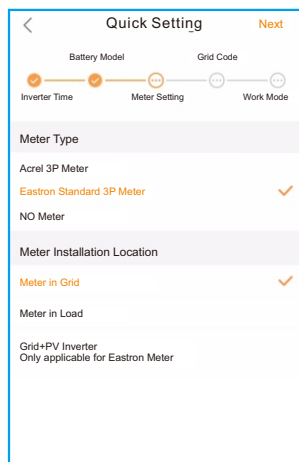 Quick Setting
Next
Battery Model
Grid Code
Inverter Time
Meter Setting
Work Mode
Meter Type
Acrel 3P Meter
Eastron Standard 3P Meter
NO Meter
Meter Installation Location
Meter in Grid
Meter in Load
Grid+PV Inverter
Only applicable for Eastron Meter